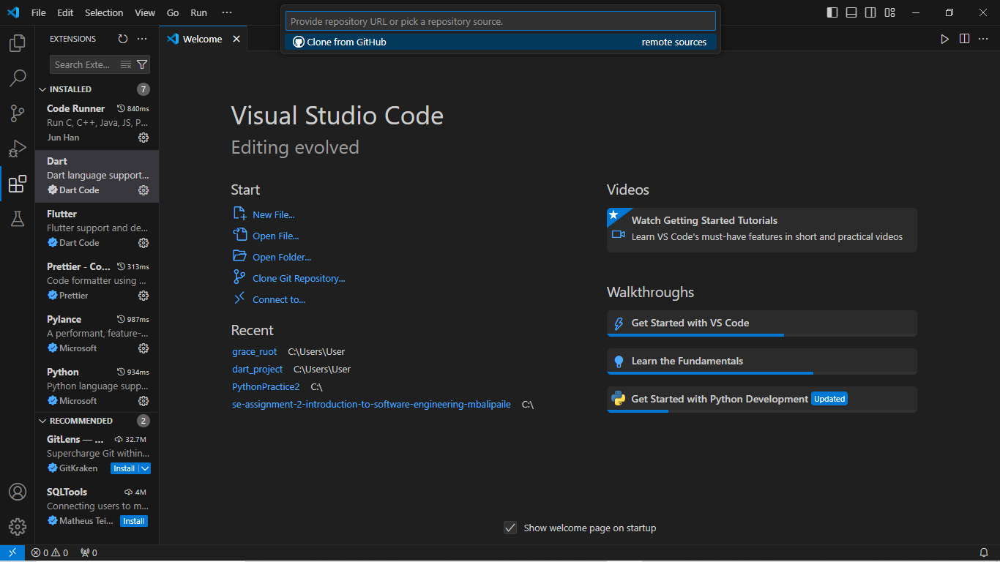 File Edit Selection View Go Run ···
Provide repository URL or pick a repository source.
Clone from GitHub remote sources
EXTENSIONS
Welcome
Search Exte...
INSTALLED 7
Code Runner 840ms
Run C, C++, Java, JS, P...
Jun Han
Dart
Dart language support...
Dart Code
Flutter
Flutter support and de...
Dart Code
Prettier - Co... 313ms
Code formatter using ...
Prettier
Pylance 987ms
A performant, feature-...
Microsoft
Python 934ms
Python language supp...
Microsoft
RECOMMENDED 2
GitLens — ... 32.7M
Supercharge Git within...
GitKraken Install
SQLTools 4M
Connecting users to m...
Matheus Tei... Install
Visual Studio Code
Editing evolved
Start
New File...
Open File...
Open Folder...
Clone Git Repository...
Connect to...
Recent
grace_ruot C:\Users\User
dart_project C:\Users\User
PythonPractice2 C:\
se-assignment-2-introduction-to-software-engineering-mbalipaile C:\
Videos
Watch Getting Started Tutorials
Learn VS Code's must-have features in short and practical videos
Walkthroughs
Get Started with VS Code
Learn the Fundamentals
Get Started with Python Development Updated
Show welcome page on startup
0 0 0